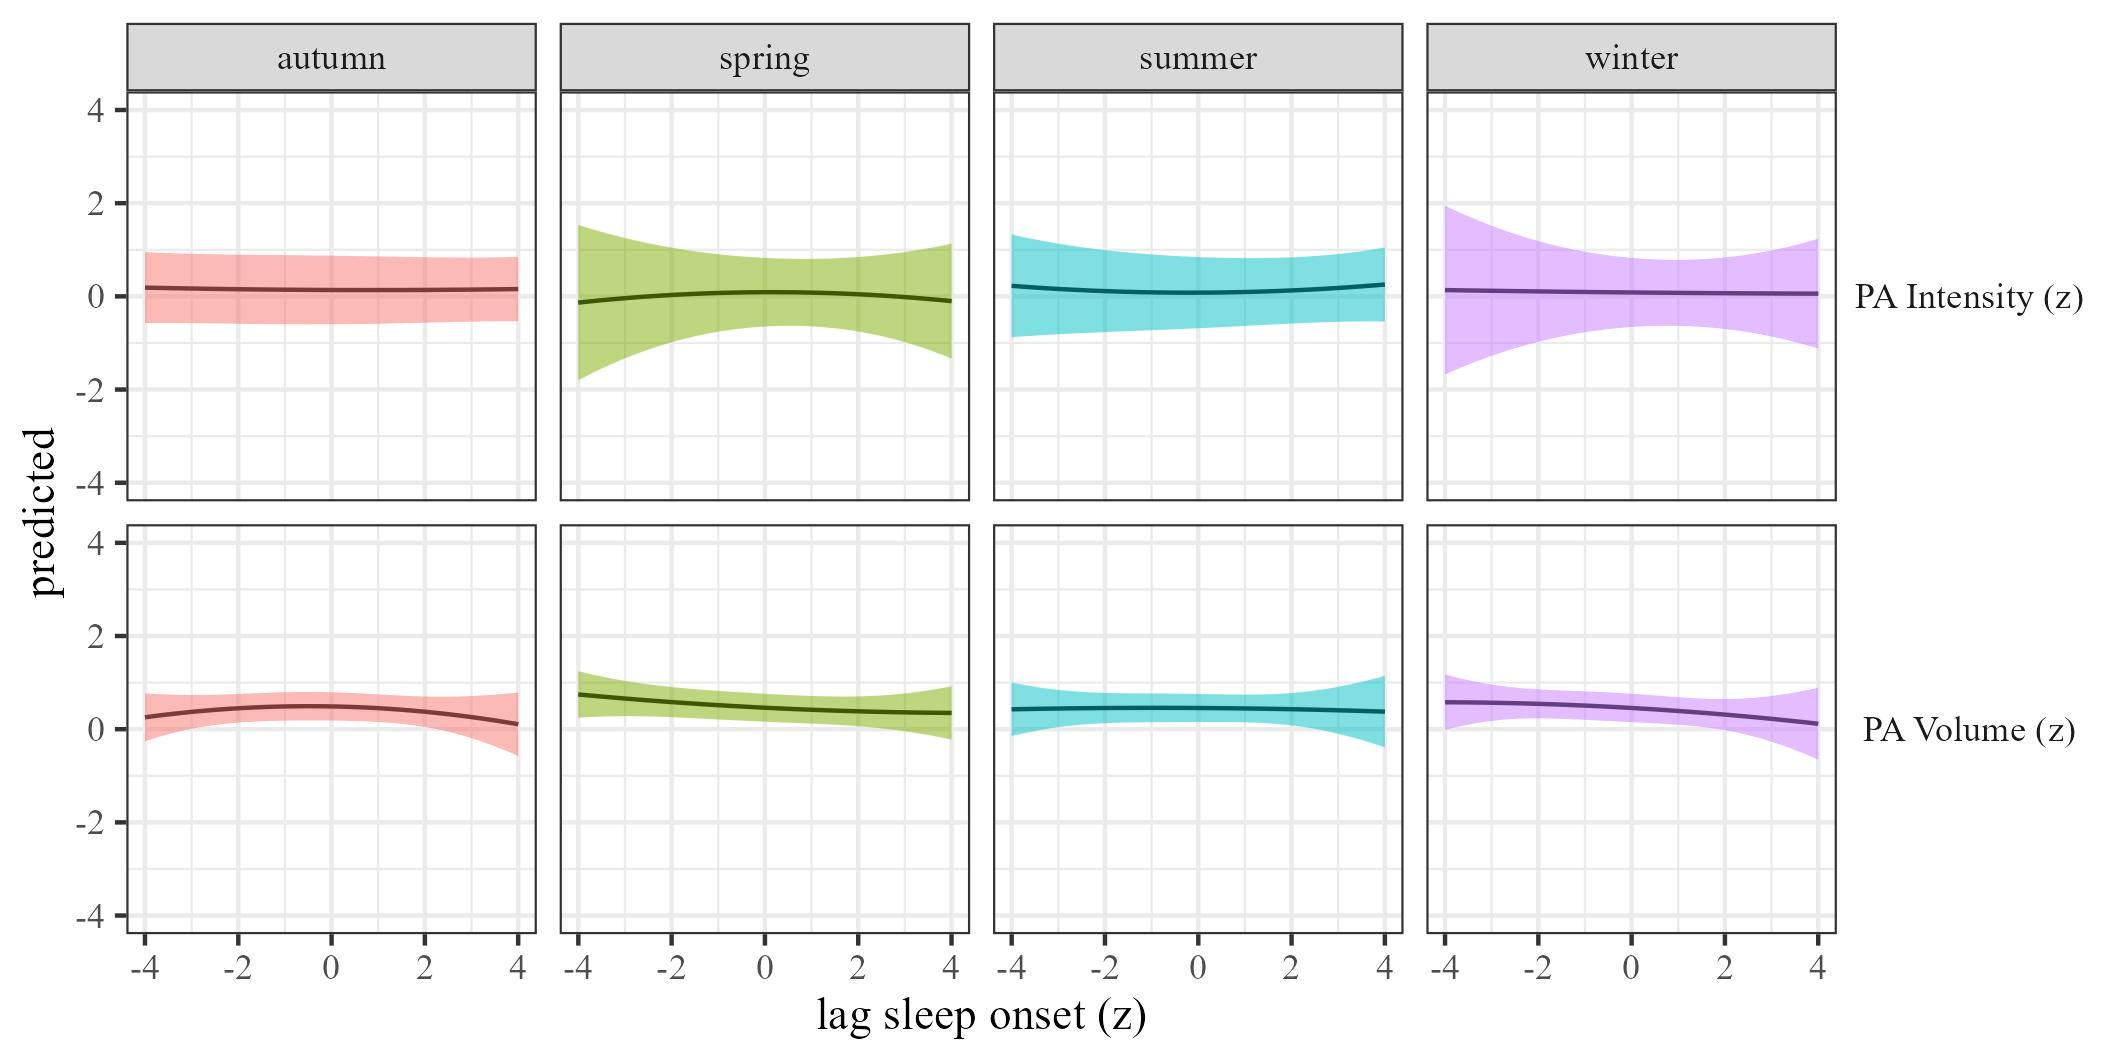 autumn spring summer winter
4
2
0
-2
-4
PA Intensity (z)
predicted
4
2
0
-2
-4
PA Volume (z)
-4 -2 0 2 4 -4 -2 0 2 4 -4 -2 0 2 4 -4 -2 0 2 4
lag sleep onset (z)